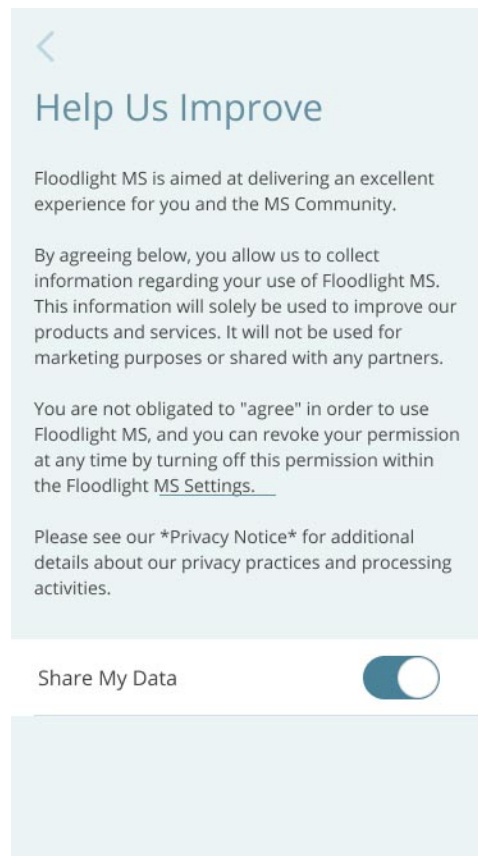 Help Us Improve
Floodlight MS is aimed at delivering an excellent
experience for you and the MS Community.
By agreeing below, you allow us to collect
information regarding your use of Floodlight MS.
This information will solely be used to improve our
products and services. It will not be used for
marketing purposes or shared with any partners.
You are not obligated to "agree" in order to use
Floodlight MS, and you can revoke your permission
at any time by turning off this permission within
the Floodlight MS Settings.
Please see our *Privacy Notice* for additional
details about our privacy practices and processing
activities.
Share My Data